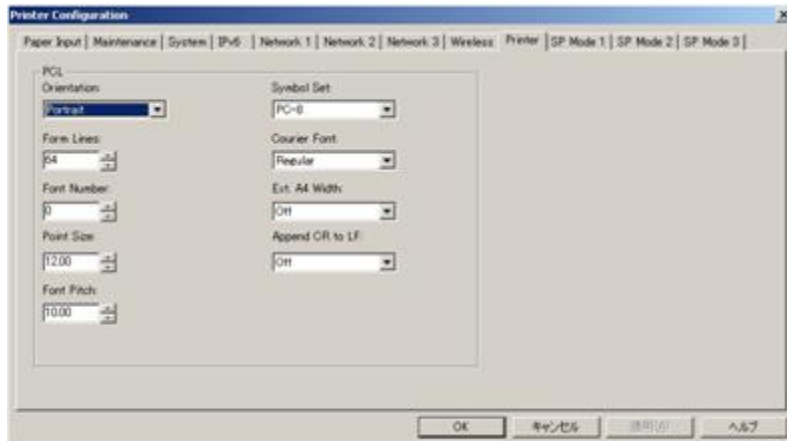 Printer Configuration
Paper Input Maintenance System IPv6 Network 1 Network 2 Network 3 Wireless Printer SP Mode 1 SP Mode 2 SP Mode 3
PCL
Orientation: Symbol Set:
Portrait PC-8
Form Lines: Courier Font:
64 Regular
Font Number: Ext. A4 Width:
0 Off
Point Size: Append CR to LF:
12.00 Off
Font Pitch:
10.00
OK キャンセル 適用(A) ヘルプ